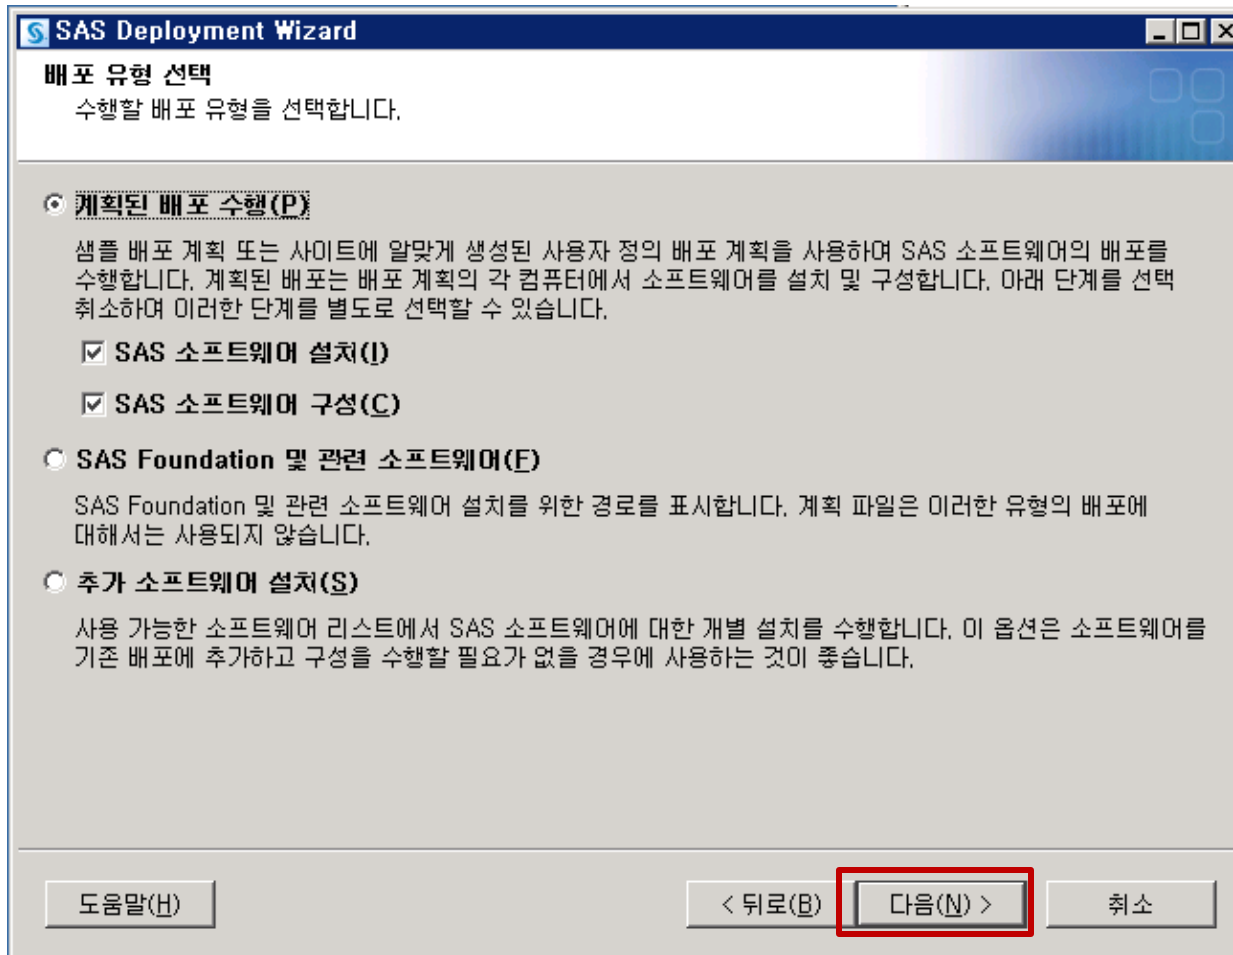 SAS Deployment Wizard
배포 유형 선택
수행할 배포 유형을 선택합니다.
계획된 배포 수행(P)
샘플 배포 계획 또는 사이트에 알맞게 생성된 사용자 정의 배포 계획을 사용하여 SAS 소프트웨어의 배포를
수행합니다. 계획된 배포는 배포 계획의 각 컴퓨터에서 소프트웨어를 설치 및 구성합니다. 아래 단계를 선택
취소하여 이러한 단계를 별도로 선택할 수 있습니다.
SAS 소프트웨어 설치(I)
SAS 소프트웨어 구성(C)
SAS Foundation 및 관련 소프트웨어(F)
SAS Foundation 및 관련 소프트웨어 설치를 위한 경로를 표시합니다. 계획 파일은 이러한 유형의 배포에
대해서는 사용되지 않습니다.
추가 소프트웨어 설치(S)
사용 가능한 소프트웨어 리스트에서 SAS 소프트웨어에 대한 개별 설치를 수행합니다. 이 옵션은 소프트웨어를
기존 배포에 추가하고 구성을 수행할 필요가 없을 경우에 사용하는 것이 좋습니다.
도움말(H) < 뒤로(B) 다음(N) > 취소